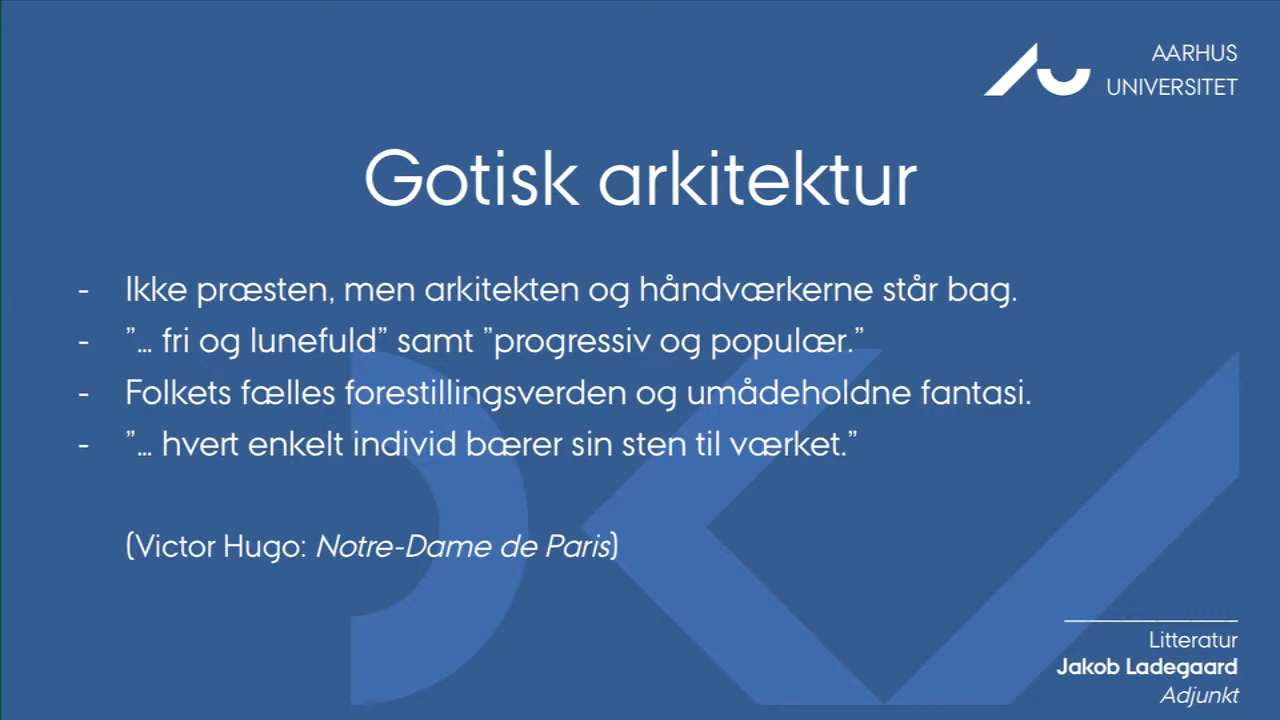 AARHUS
UNIVERSITET
Gotisk arkitektur
- Ikke præsten, men arkitekten og håndværkerne står bag.
- ”... fri og lunefuld” samt ”progressiv og populær.”
- Folkets fælles forestillingsverden og umådeholdne fantasi.
- ”... hvert enkelt individ bærer sin sten til værket.”
(Victor Hugo: Notre-Dame de Paris)
Litteratur
Jakob Ladegaard
Adjunkt